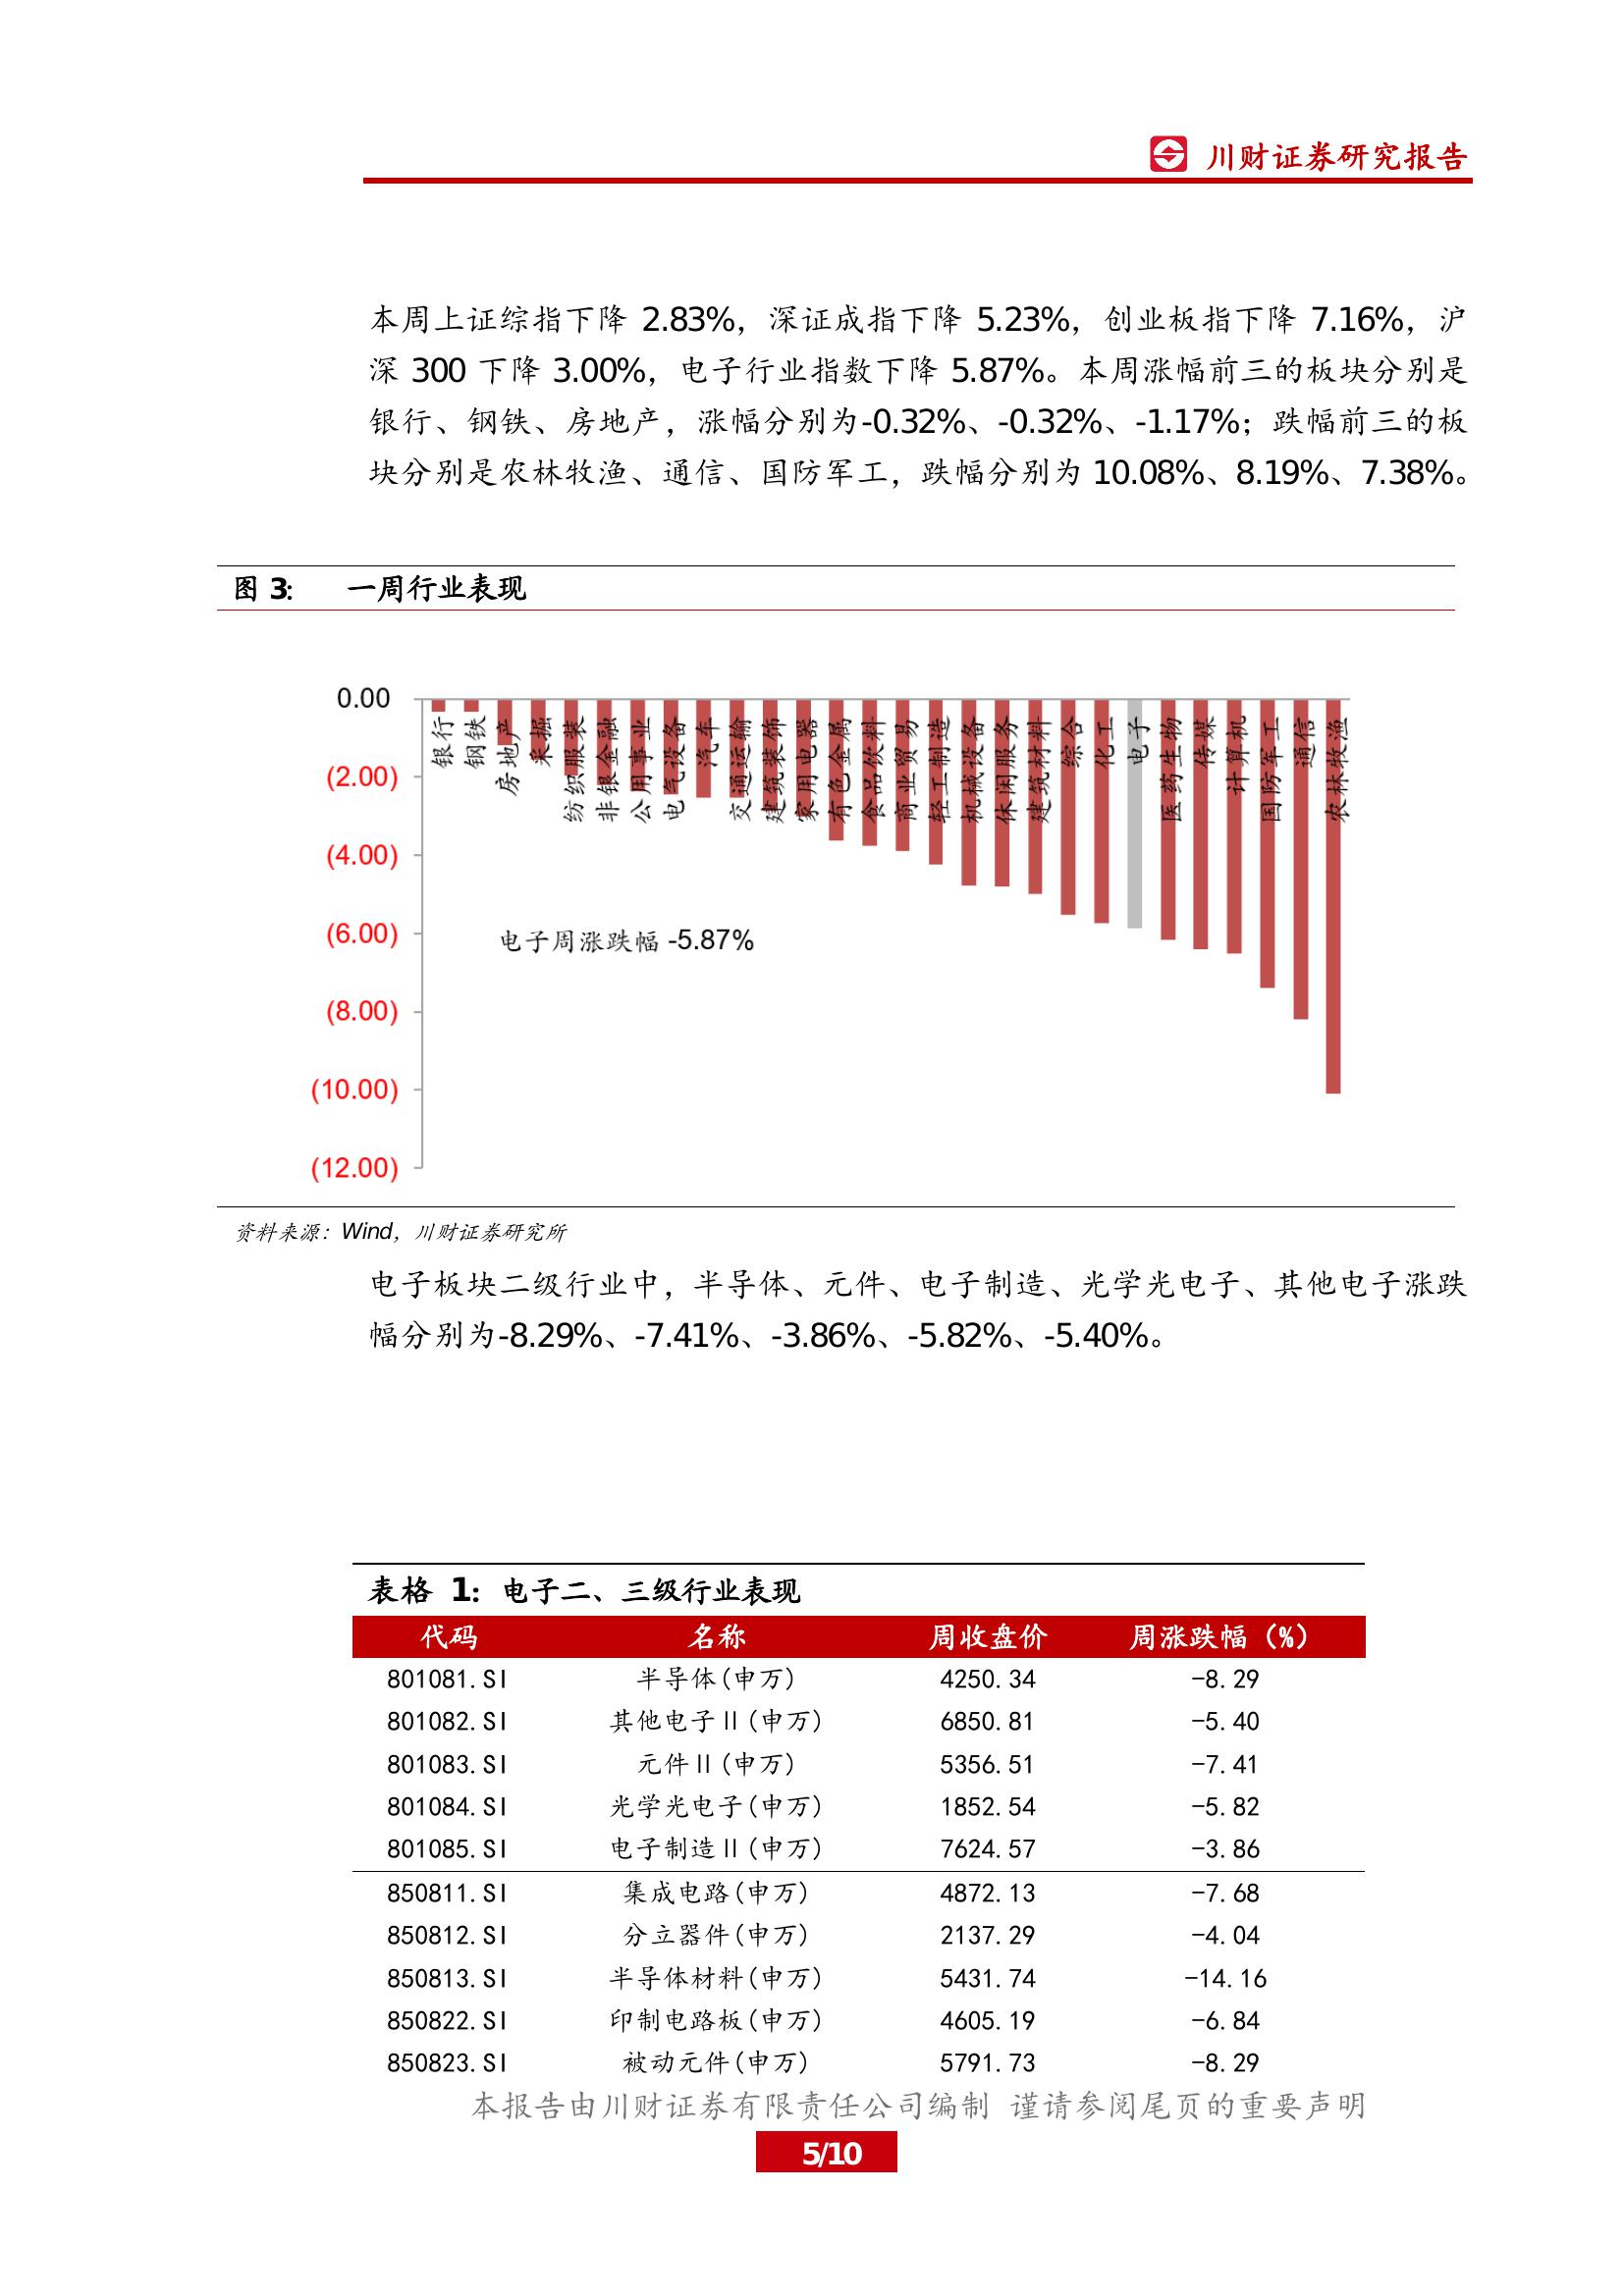 川财证券研究报告
本周上证综指下降 2.83%，深证成指下降 5.23%，创业板指下降 7.16%，沪
深 300 下降 3.00%，电子行业指数下降 5.87%。本周涨幅前三的板块分别是
银行、钢铁、房地产，涨幅分别为-0.32%、-0.32%、-1.17%；跌幅前三的板
块分别是农林牧渔、通信、国防军工，跌幅分别为 10.08%、8.19%、7.38%。
图 3： 一周行业表现
0.00
(2.00)
(4.00)
(6.00)
(8.00)
(10.00)
(12.00)
银行
钢铁
房地产
采掘
纺织服装
非银金融
公用事业
电气设备
汽车
交通运输
建筑装饰
家用电器
有色金属
食品饮料
商业贸易
轻工制造
机械设备
休闲服务
建筑材料
综合
化工
电子
医药生物
传媒
计算机
国防军工
通信
农林牧渔
电子周涨跌幅 -5.87%
资料来源：Wind，川财证券研究所
电子板块二级行业中，半导体、元件、电子制造、光学光电子、其他电子涨跌
幅分别为-8.29%、-7.41%、-3.86%、-5.82%、-5.40%。
表格 1：电子二、三级行业表现
代码 名称 周收盘价 周涨跌幅（%）
801081.SI 半导体(申万) 4250.34 -8.29
801082.SI 其他电子Ⅱ(申万) 6850.81 -5.40
801083.SI 元件Ⅱ(申万) 5356.51 -7.41
801084.SI 光学光电子(申万) 1852.54 -5.82
801085.SI 电子制造Ⅱ(申万) 7624.57 -3.86
850811.SI 集成电路(申万) 4872.13 -7.68
850812.SI 分立器件(申万) 2137.29 -4.04
850813.SI 半导体材料(申万) 5431.74 -14.16
850822.SI 印制电路板(申万) 4605.19 -6.84
850823.SI 被动元件(申万) 5791.73 -8.29
本报告由川财证券有限责任公司编制 谨请参阅尾页的重要声明
5/10